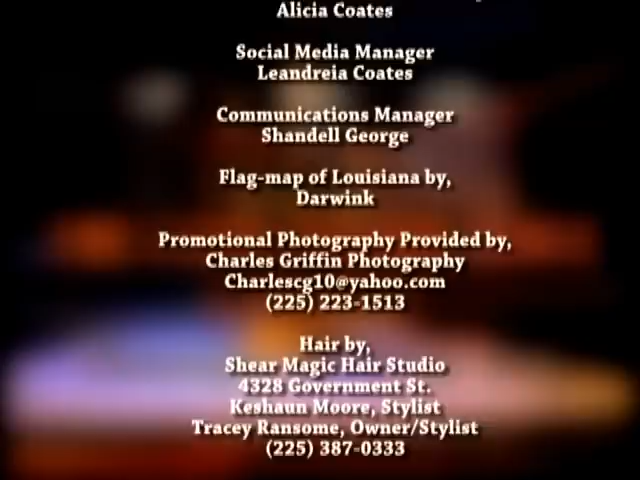 Alicia Coates
Social Media Manager
Leandreia Coates
Communications Manager
Shandell George
Flag-map of Louisiana by,
Darwink
Promotional Photography Provided by,
Charles Griffin Photography
Charlescg10@yahoo.com
(225) 223-1513
Hair by,
Shear Magic Hair Studio
4328 Government St.
Keshaun Moore, Stylist
Tracey Ransome, Owner/Stylist
(225) 387-0333